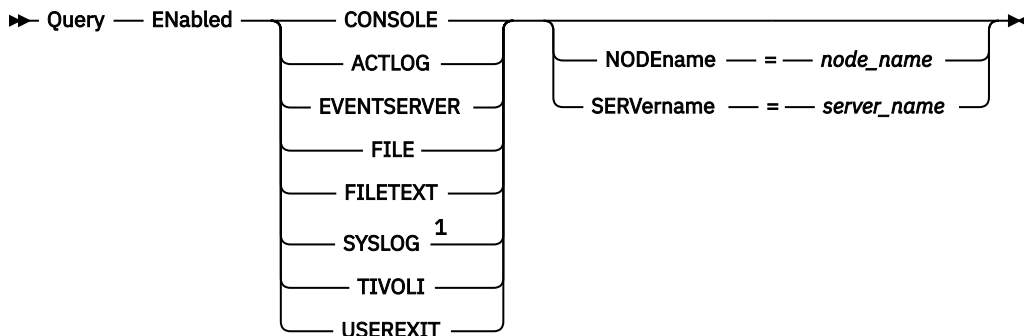 Query ENabled CONSOLE
ACTLOG NODEname = node_name
EVENTSERVER SERVername = server_name
FILE
FILETEXT
SYSLOG 1
TIVOLI
USEREXIT